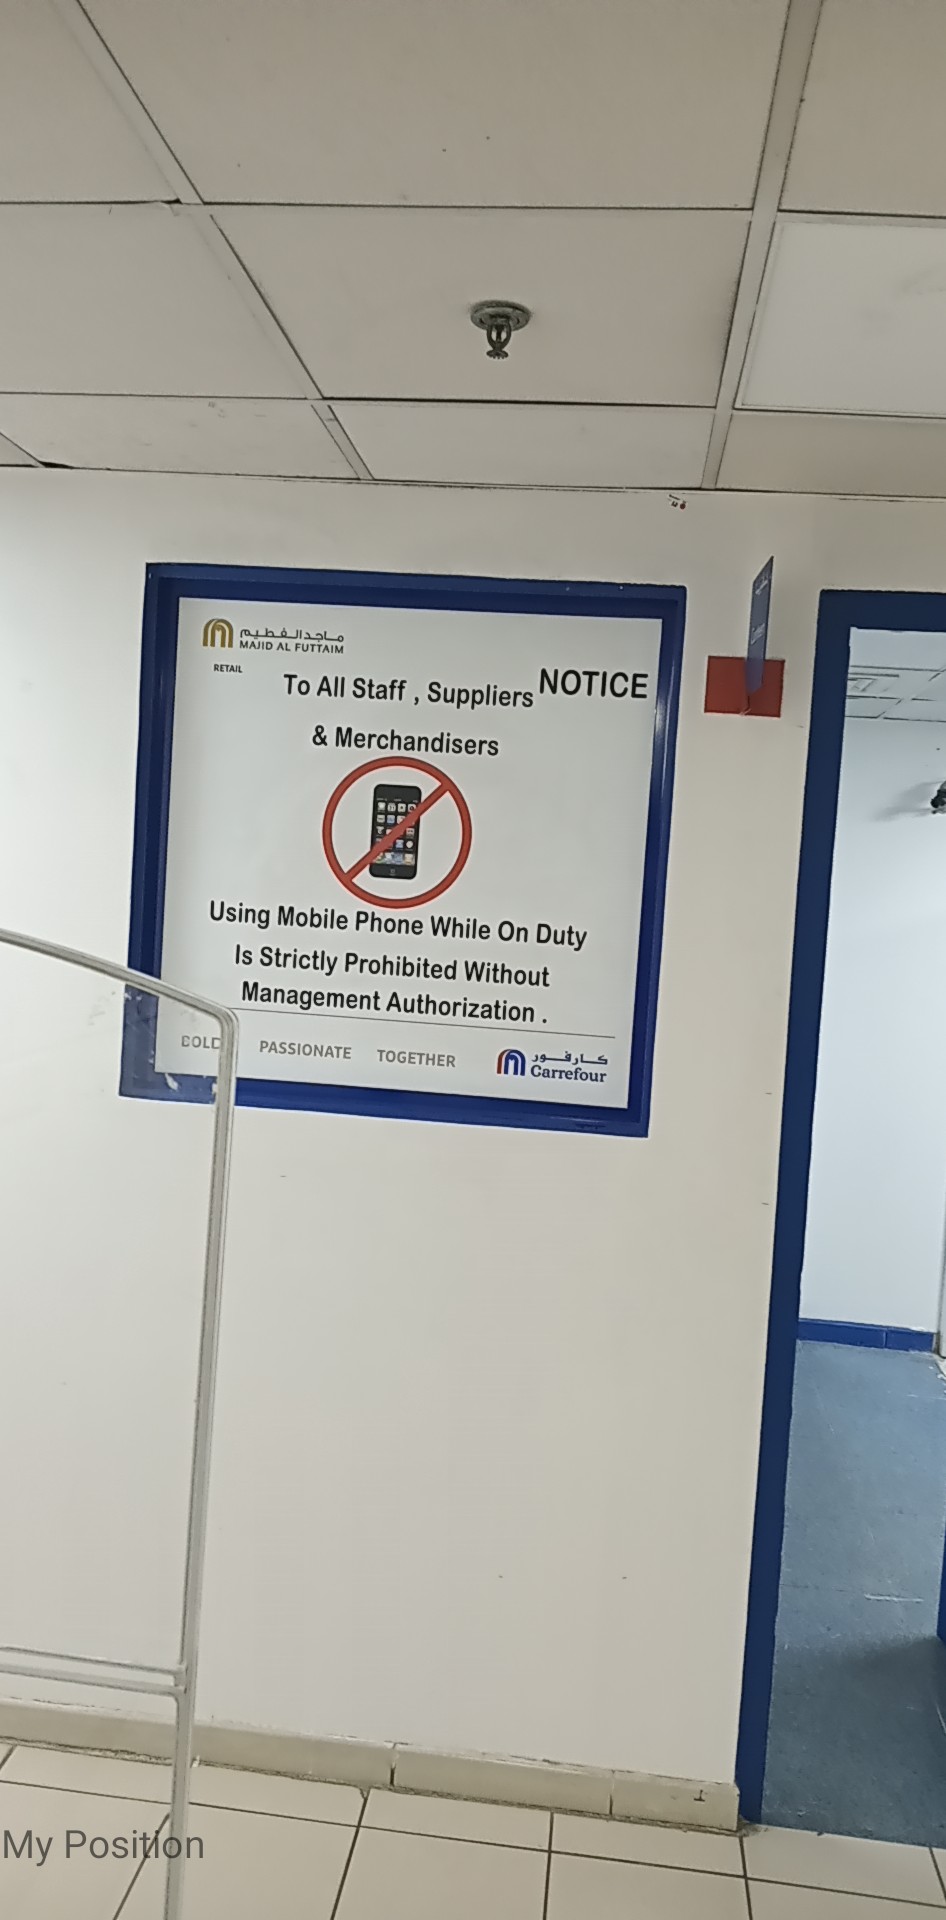 ماجد الفطيم
MAJID AL FUTTAIM
RETAIL
NOTICE
To All Staff , Suppliers
& Merchandisers
Using Mobile Phone While On Duty
Is Strictly Prohibited Without
Management Authorization .
BOLD PASSIONATE TOGETHER
كارفور
Carrefour
My Position